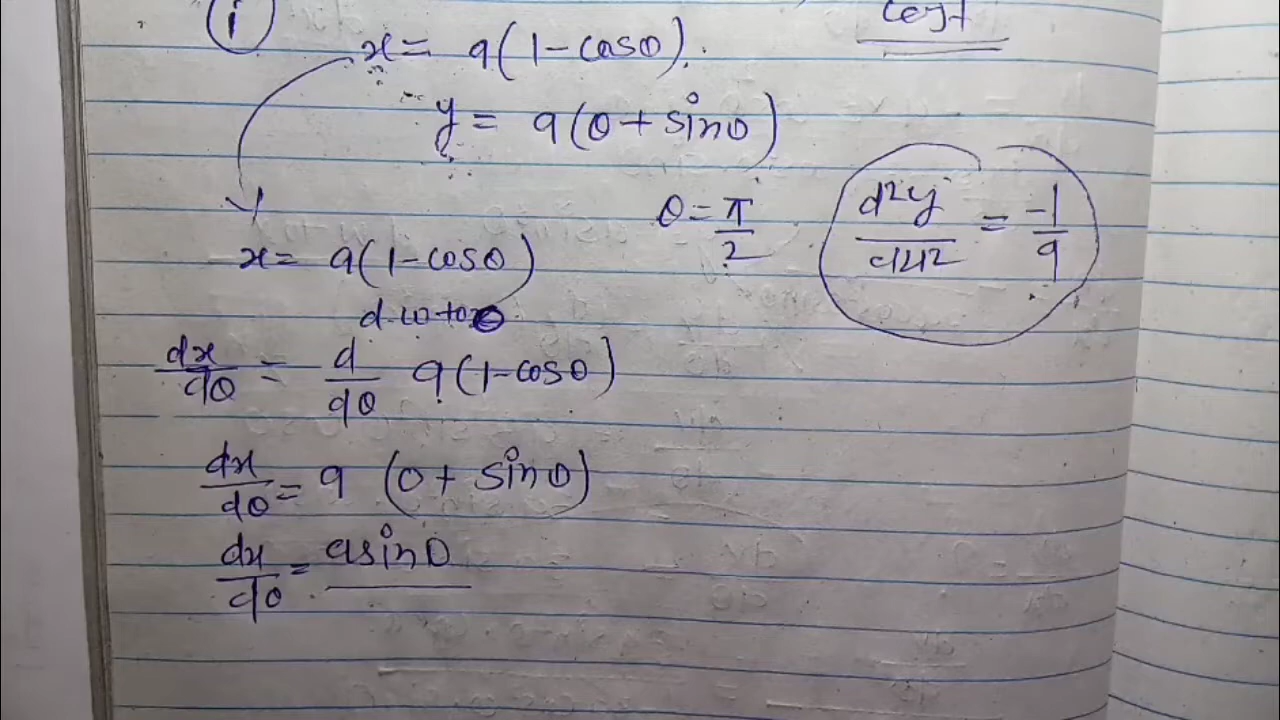 i
x = a(1-cosθ).
y = a(θ+sinθ)
θ = π/2 d²y/dx² = -1/a
x = a(1-cosθ)
d.w.to θ
dx/dθ = d/dθ a(1-cosθ)
dx/dθ = a (0+ sinθ)
dx/dθ = asinθ